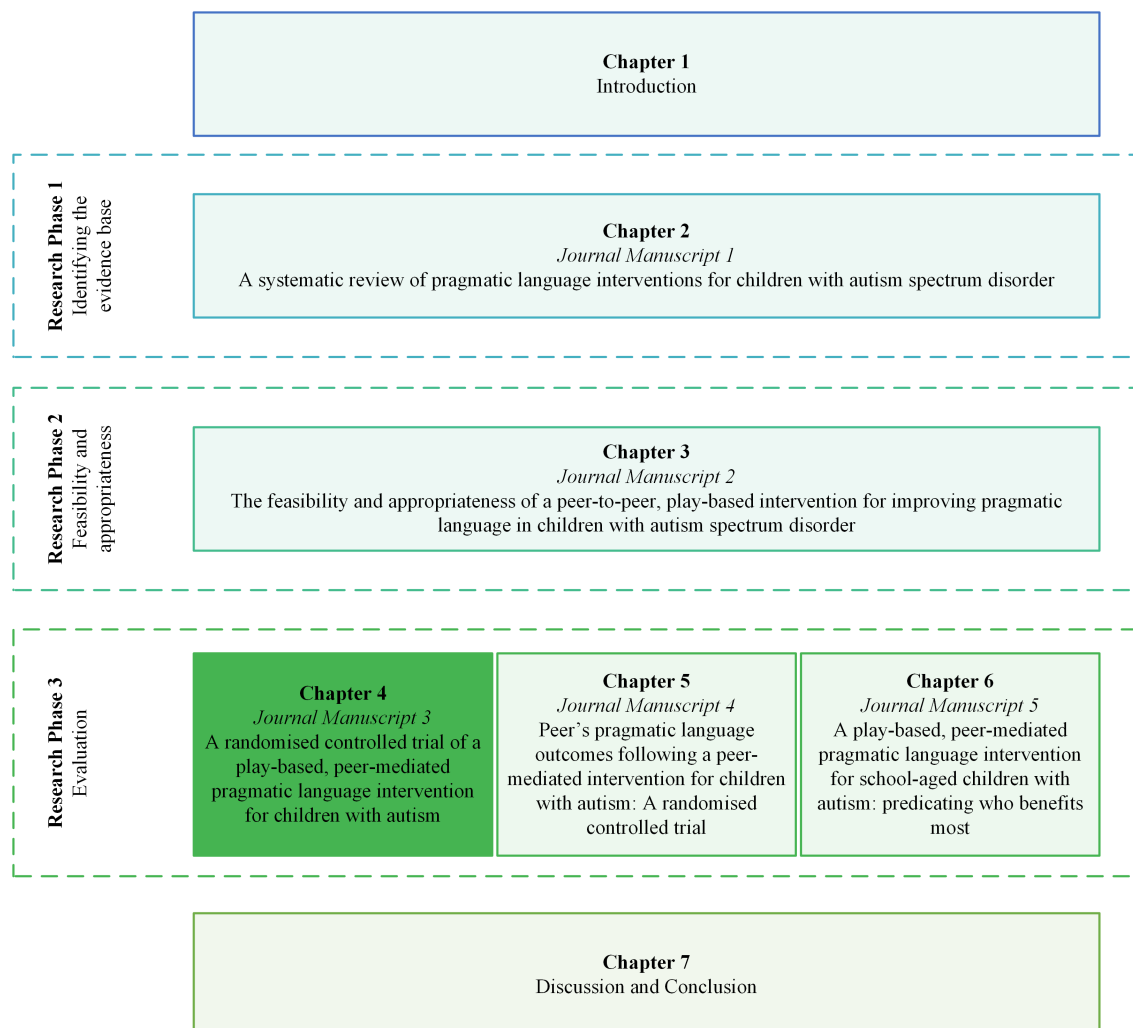 Chapter 1
Introduction
Research Phase 1
Identifying the
evidence base
Chapter 2
Journal Manuscript 1
A systematic review of pragmatic language interventions for children with autism spectrum disorder
Research Phase 2
Feasibility and
appropriateness
Chapter 3
Journal Manuscript 2
The feasibility and appropriateness of a peer-to-peer, play-based intervention for improving pragmatic
language in children with autism spectrum disorder
Research Phase 3
Evaluation
Chapter 4
Journal Manuscript 3
A randomised controlled trial of a
play-based, peer-mediated
pragmatic language intervention
for children with autism
Chapter 5
Journal Manuscript 4
Peer’s pragmatic language
outcomes following a peer-
mediated intervention for children
with autism: A randomised
controlled trial
Chapter 6
Journal Manuscript 5
A play-based, peer-mediated
pragmatic language intervention
for school-aged children with
autism: predicating who benefits
most
Chapter 7
Discussion and Conclusion